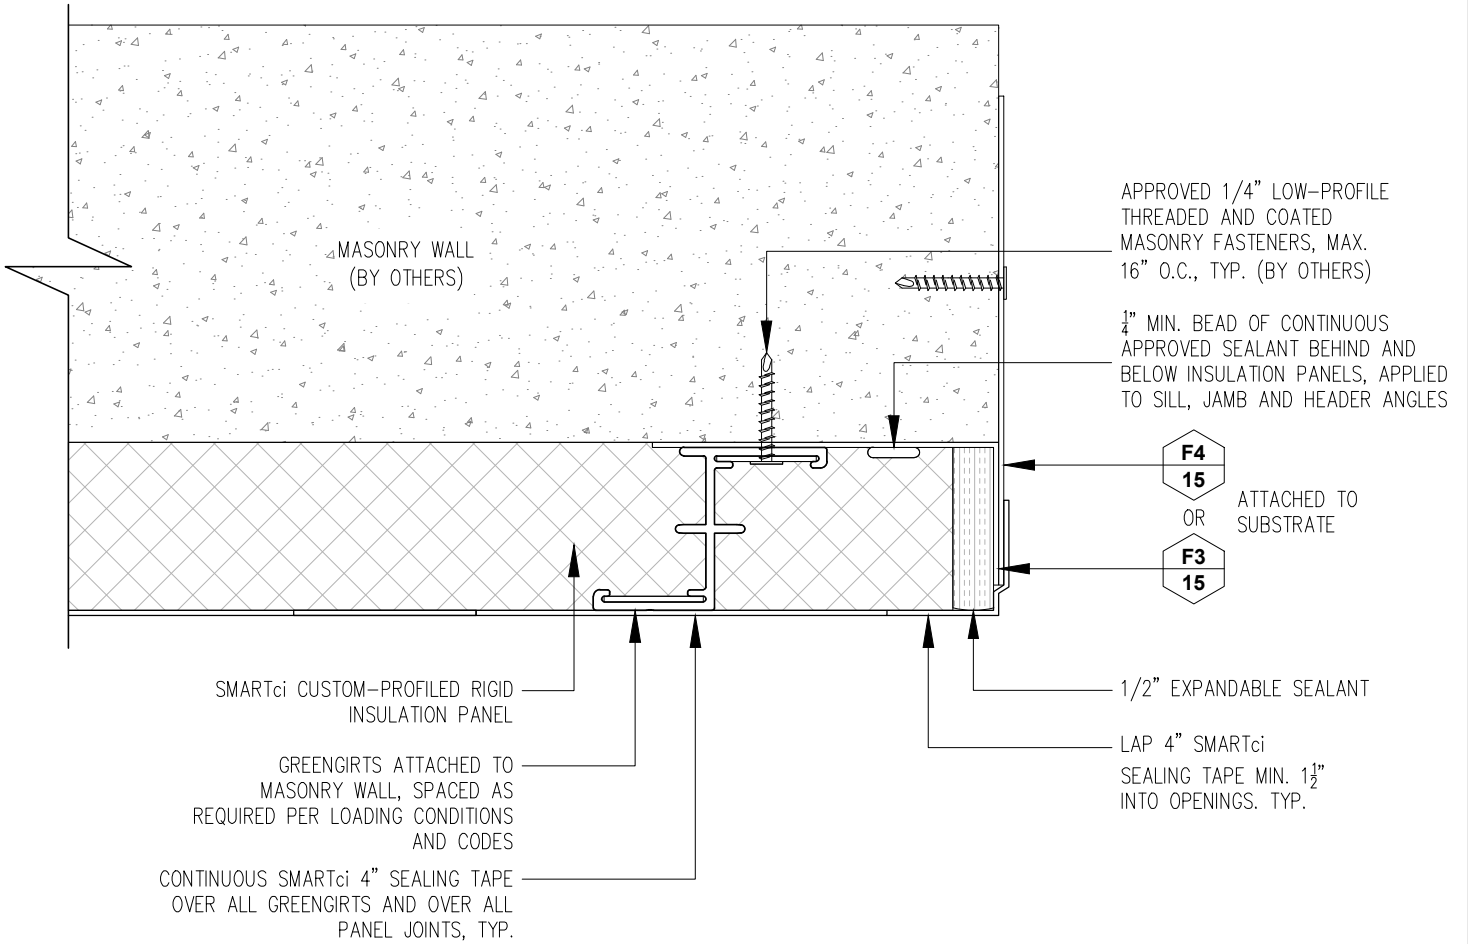 MASONRY WALL
(BY OTHERS)
APPROVED 1/4" LOW-PROFILE
THREADED AND COATED
MASONRY FASTENERS, MAX.
16" O.C., TYP. (BY OTHERS)
1/4" MIN. BEAD OF CONTINUOUS
APPROVED SEALANT BEHIND AND
BELOW INSULATION PANELS, APPLIED
TO SILL, JAMB AND HEADER ANGLES
F4
15
OR
F3
15
ATTACHED TO
SUBSTRATE
SMARTci CUSTOM-PROFILED RIGID
INSULATION PANEL
GREENGIRTS ATTACHED TO
MASONRY WALL, SPACED AS
REQUIRED PER LOADING CONDITIONS
AND CODES
CONTINUOUS SMARTci 4" SEALING TAPE
OVER ALL GREENGIRTS AND OVER ALL
PANEL JOINTS, TYP.
1/2" EXPANDABLE SEALANT
LAP 4" SMARTci
SEALING TAPE MIN. 1 1/2"
INTO OPENINGS. TYP.